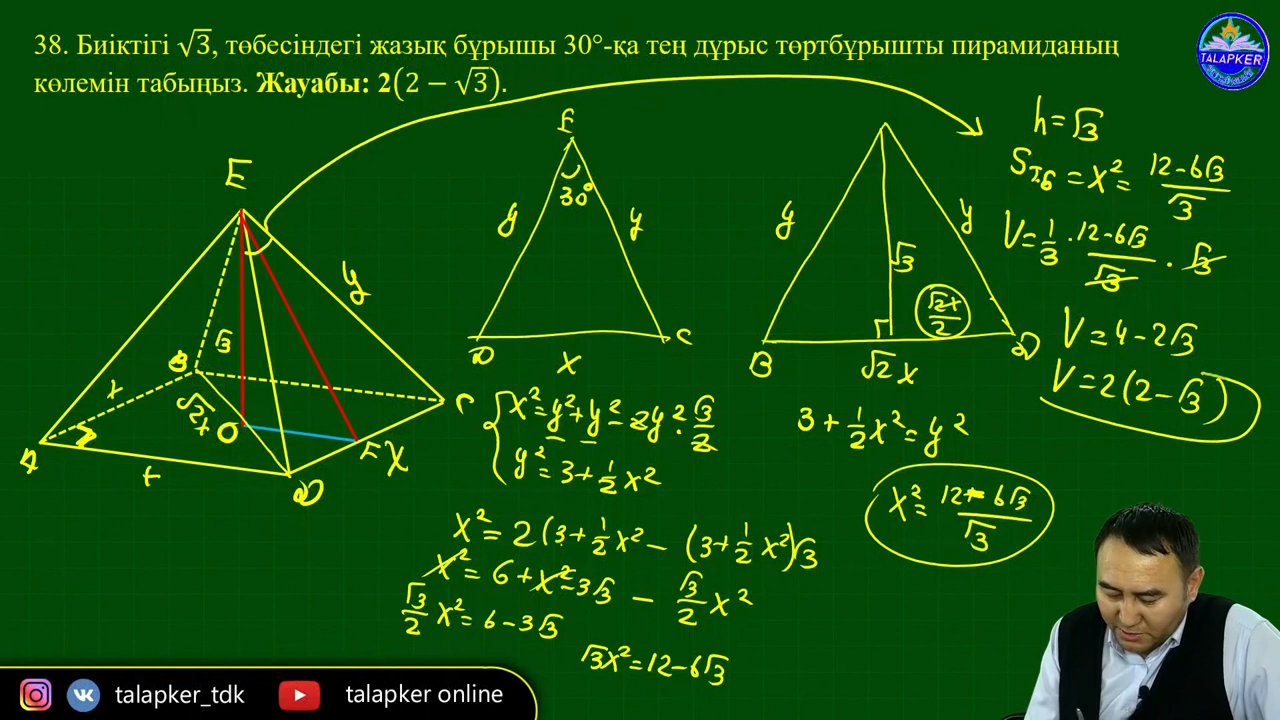 38. Биіктігі √3, төбесіндегі жазық бұрышы 30°-қа тең дұрыс төртбұрышты пирамиданың
көлемін табыңыз. Жауабы: 2(2 − √3).
TALAPKER
h = √3
Sт.б = x² = (12 − 6√3)/√3
V = 1/3 · (12 − 6√3)/√3 · √3
V = 4 − 2√3
V = 2(2 − √3)
E
y
√3
B
x
√2x
O
C
A
x
D
F
X
E
30°
y
y
D
C
x
y
y
√3
√2x/2
B
D
√2 x
x² = y² + y² − 2y² · √3/2
y² = 3 + 1/2 x²
3 + 1/2 x² = y²
x² = (12 − 6√3)/√3
x² = 2(3 + 1/2 x² − (3 + 1/2 x²)√3
x² = 6 + x² − 3√3 − √3/2 x²
√3/2 x² = 6 − 3√3
√3x² = 12 − 6√3
talapker_tdk
talapker online